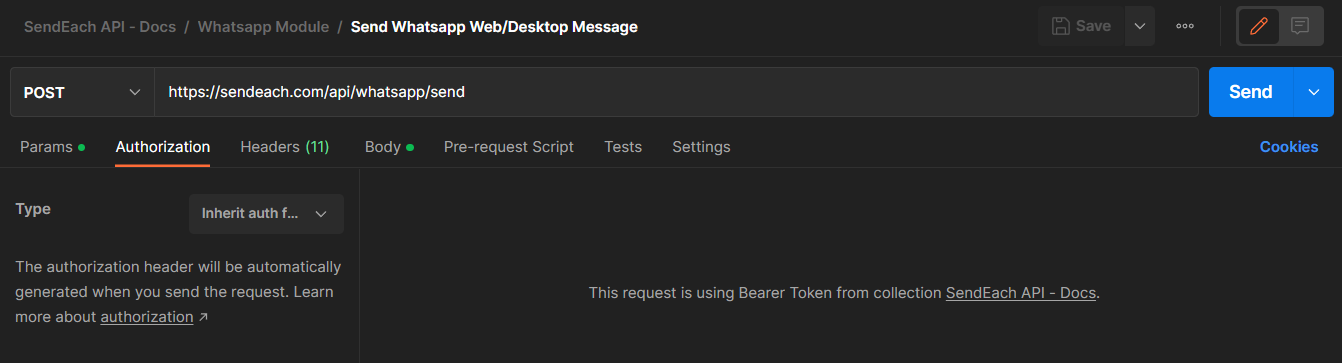 SendEach API - Docs / Whatsapp Module / Send Whatsapp Web/Desktop Message
Save
POST
https://sendeach.com/api/whatsapp/send
Send
Params Authorization Headers (11) Body Pre-request Script Tests Settings Cookies
Type
Inherit auth f...
The authorization header will be automatically
generated when you send the request. Learn
more about authorization ↗
This request is using Bearer Token from collection SendEach API - Docs.